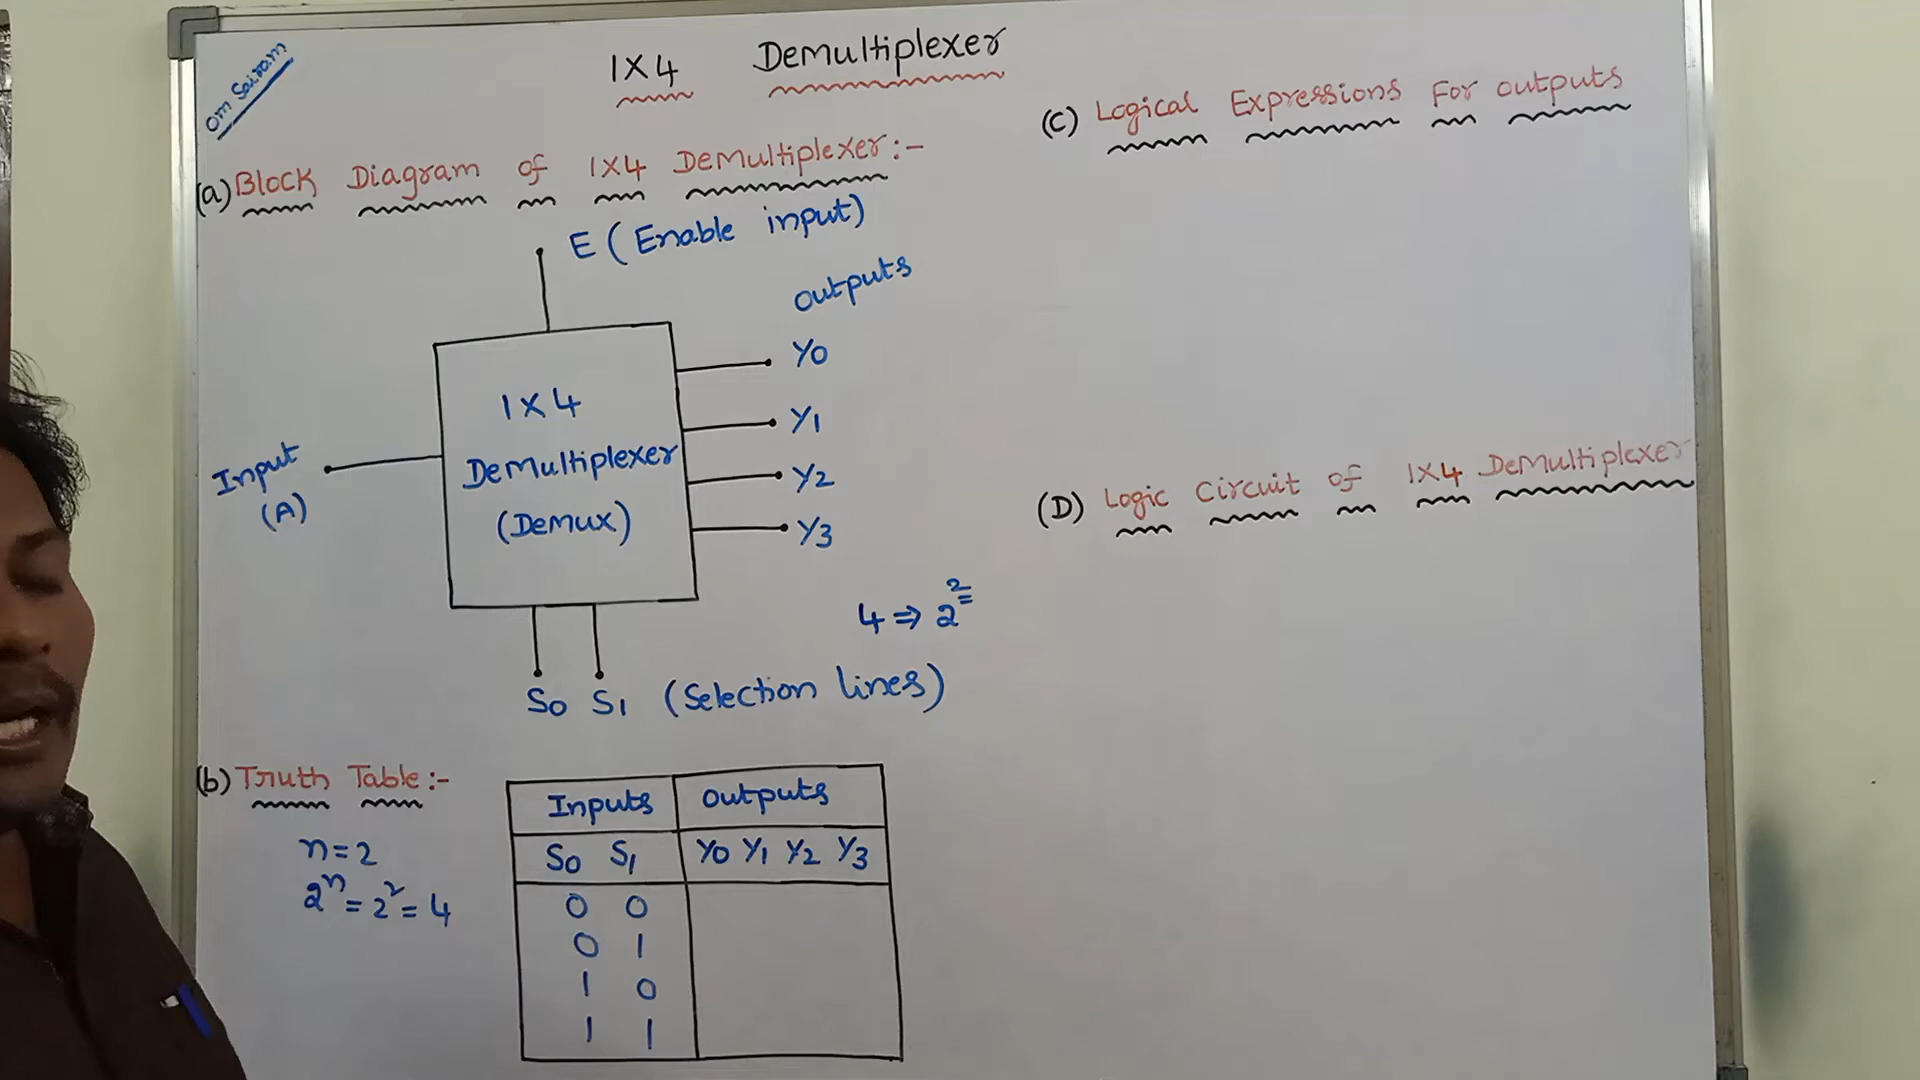 Om Sairam
1X4 Demultiplexer
(a) Block Diagram of 1X4 Demultiplexer:-
E (Enable input)
outputs
Y0
Y1
Y2
Y3
1X4
Demultiplexer
(Demux)
Input
(A)
4 ⇒ 2²
S0 S1 (Selection lines)
(b) Truth Table:-
n=2
2ⁿ = 2² = 4
Inputs Outputs
S0 S1 Y0 Y1 Y2 Y3
0 0
0 1
1 0
1 1
(C) Logical Expressions For outputs
(D) Logic Circuit of 1X4 Demultiplexer